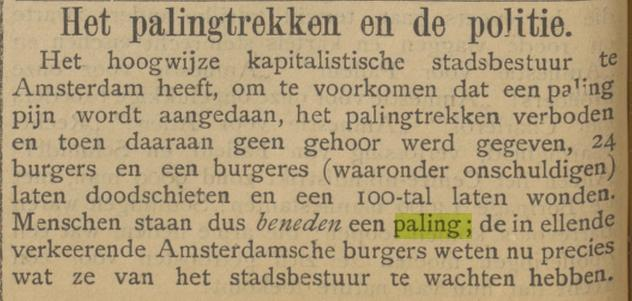 Het palingtrekken en de politie.
Het hoogwijze kapitalistische stadsbestuur te
Amsterdam heeft, om te voorkomen dat een paling
pijn wordt aangedaan, het palingtrekken verboden
en toen daaraan geen gehoor werd gegeven, 24
burgers en een burgeres (waaronder onschuldigen)
laten doodschieten en een 100-tal laten wonden.
Menschen staan dus beneden een paling; de in ellende
verkeerende Amsterdamsche burgers weten nu precies
wat ze van het stadsbestuur te wachten hebben.